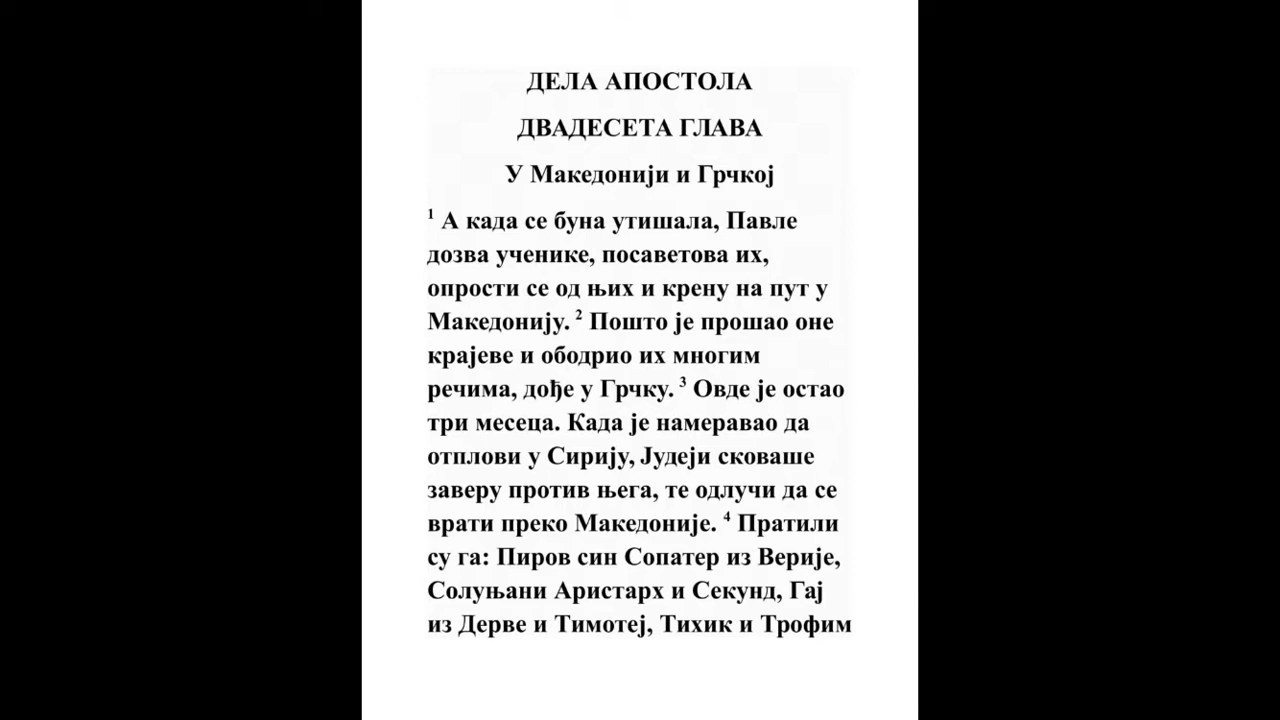 ДЕЛА АПОСТОЛА
ДВАДЕСЕТА ГЛАВА
У Македонији и Грчкој
¹ А када се буна утишала, Павле
дозва ученике, посаветова их,
опрости се од њих и крену на пут у
Македонију. ² Пошто је прошао оне
крајеве и ободрио их многим
речима, дође у Грчку. ³ Овде је остао
три месеца. Када је намеравао да
отплови у Сирију, Јудеји сковаше
заверу против њега, те одлучи да се
врати преко Македоније. ⁴ Пратили
су га: Пиров син Сопатер из Верије,
Солуњани Аристарх и Секунд, Гај
из Дерве и Тимотеј, Тихик и Трофим